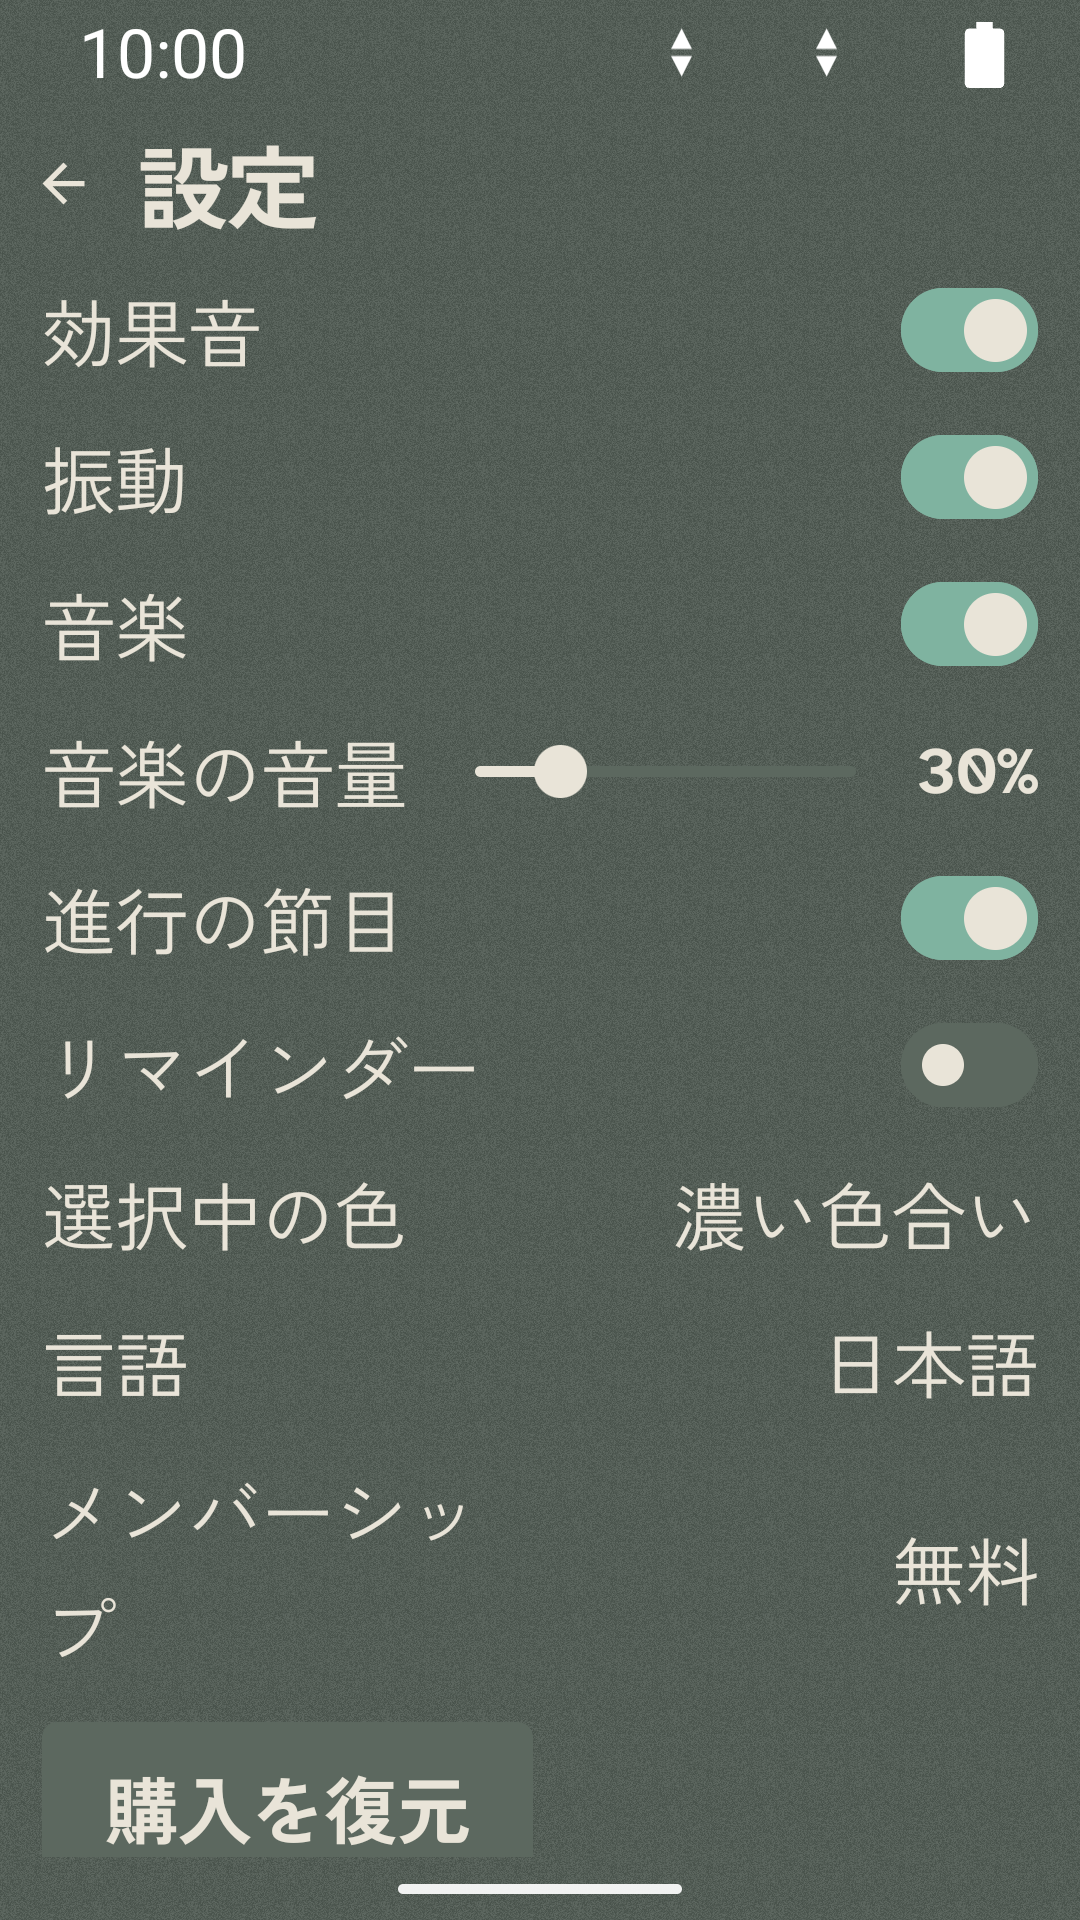 10:00
設定
効果音
振動
音楽
音楽の音量 30%
進行の節目
リマインダー
選択中の色 濃い色合い
言語 日本語
メンバーシッ
プ
無料
購入を復元